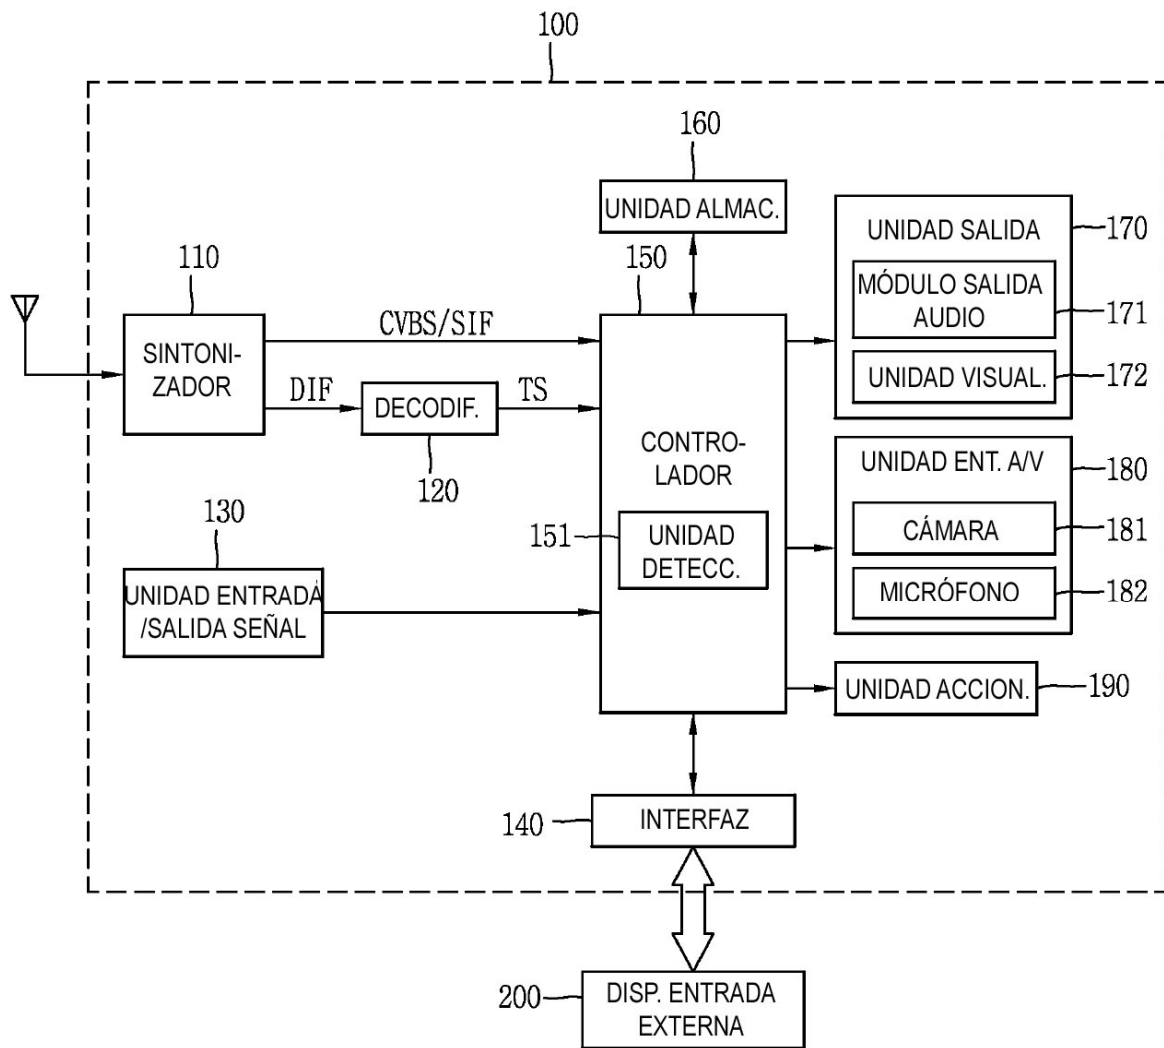 100
160
UNIDAD ALMAC.
110
150
UNIDAD SALIDA
170
MÓDULO SALIDA
AUDIO
171
UNIDAD VISUAL.
172
SINTONI-
ZADOR
CVBS/SIF
DIF
DECODIF.
TS
120
CONTRO-
LADOR
151
UNIDAD
DETECC.
UNIDAD ENT. A/V
180
CÁMARA
181
MICRÓFONO
182
130
UNIDAD ENTRADA
/SALIDA SEÑAL
UNIDAD ACCION.
190
140
INTERFAZ
200
DISP. ENTRADA
EXTERNA